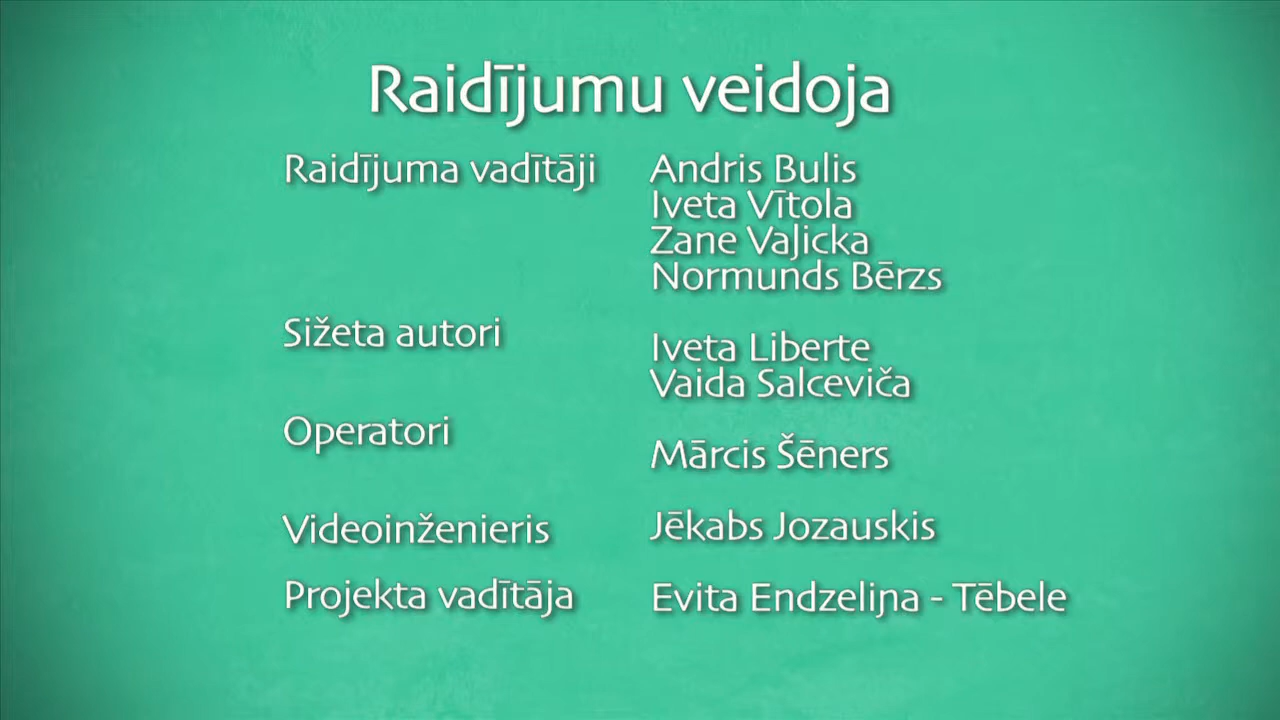 Raidījumu veidoja
Raidījuma vadītāji
Andris Bulis
Iveta Vītola
Zane Vaļicka
Normunds Bērzs
Sižeta autori
Iveta Liberte
Vaida Salceviča
Operatori
Mārcis Šēners
Videoinženieris
Jēkabs Jozauskis
Projekta vadītāja
Evita Endzeliņa - Tēbele